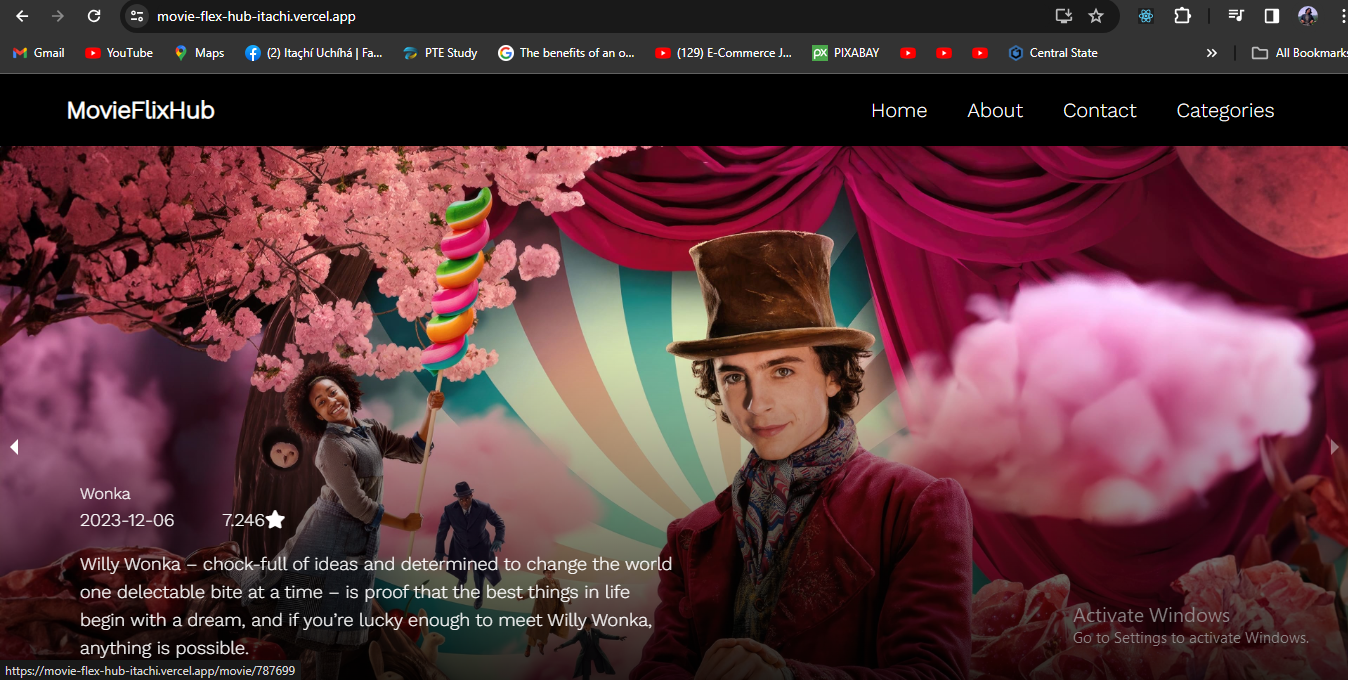 movie-flex-hub-itachi.vercel.app
Gmail
YouTube
Maps
(2) Itaçhí Uchíhá | Fa...
PTE Study
The benefits of an o...
(129) E-Commerce J...
px
PIXABAY
Central State
»
All Bookmarks
MovieFlixHub
Home
About
Contact
Categories
Wonka
2023-12-06 7.246
Willy Wonka – chock-full of ideas and determined to change the world
one delectable bite at a time – is proof that the best things in life
begin with a dream, and if you’re lucky enough to meet Willy Wonka,
anything is possible.
Activate Windows
Go to Settings to activate Windows.
https://movie-flex-hub-itachi.vercel.app/movie/787699